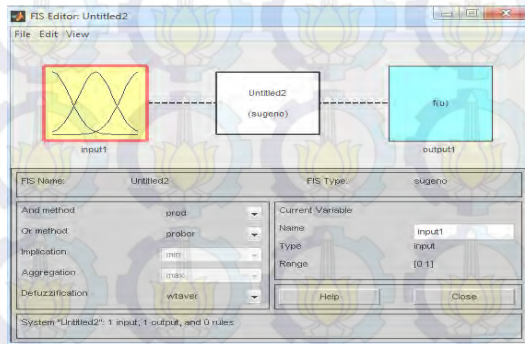 FIS Editor: Untitled2
File Edit View
Untitled2
(sugeno)
f(u)
input1
output1
FIS Name: Untitled2 FIS Type: sugeno
And method prod
Or method probor
Implication min
Aggregation max
Defuzzification wtaver
Current Variable
Name input1
Type input
Range [0 1]
Help Close
System "Untitled2": 1 input, 1 output, and 0 rules